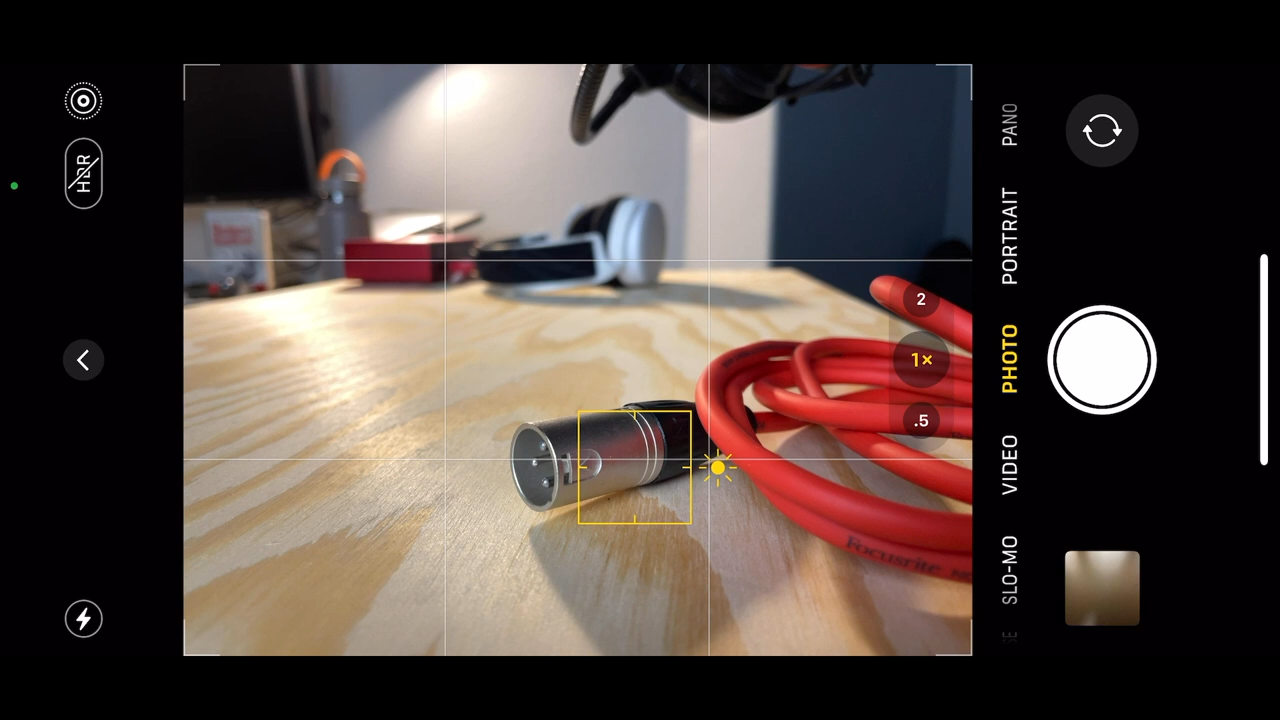 HDR
2
1×
.5
PANO
PORTRAIT
PHOTO
VIDEO
SLO-MO
Focusrite